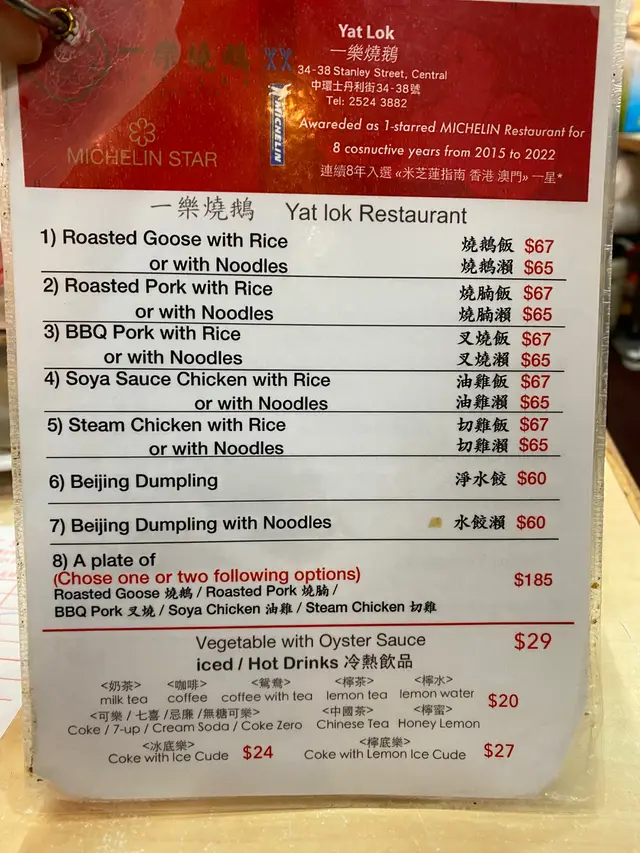 一樂燒鵝
Yat Lok
一樂燒鵝
34-38 Stanley Street, Central
中環士丹利街34-38號
Tel: 2524 3882
MICHELIN
MICHELIN STAR
Awareded as 1-starred MICHELIN Restaurant for
8 cosnuctive years from 2015 to 2022
連續8年入選 «米芝蓮指南 香港 澳門» 一星*
一樂燒鵝 Yat lok Restaurant
1) Roasted Goose with Rice 燒鵝飯 $67
or with Noodles 燒鵝瀨 $65
2) Roasted Pork with Rice 燒腩飯 $67
or with Noodles 燒腩瀨 $65
3) BBQ Pork with Rice 叉燒飯 $67
or with Noodles 叉燒瀨 $65
4) Soya Sauce Chicken with Rice 油雞飯 $67
or with Noodles 油雞瀨 $65
5) Steam Chicken with Rice 切雞飯 $67
or with Noodles 切雞瀨 $65
6) Beijing Dumpling 淨水餃 $60
7) Beijing Dumpling with Noodles 水餃瀨 $60
8) A plate of
(Chose one or two following options) $185
Roasted Goose 燒鵝 / Roasted Pork 燒腩 /
BBQ Pork 叉燒 / Soya Chicken 油雞 / Steam Chicken 切雞
Vegetable with Oyster Sauce $29
iced / Hot Drinks 冷熱飲品
<奶茶> <咖啡> <鴛鴦> <檸茶> <檸水>
milk tea coffee coffee with tea lemon tea lemon water $20
<可樂 / 七喜 / 忌廉 / 無糖可樂> <中國茶> <檸蜜>
Coke / 7-up / Cream Soda / Coke Zero Chinese Tea Honey Lemon
<冰底樂> <檸底樂>
Coke with Ice Cude $24 Coke with Lemon Ice Cude $27